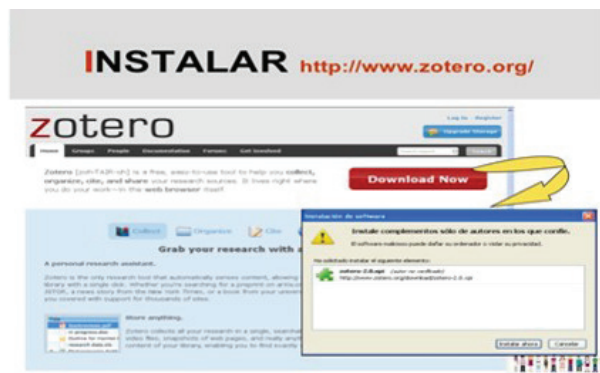 INSTALAR http://www.zotero.org/
zotero
Log In · Register
Upgrade Storage
Home Groups People Documentation Forums Get Involved
Zotero [zoh-TAIR-oh] is a free, easy-to-use tool to help you collect,
organize, cite, and share your research sources. It lives right where
you do your work—in the web browser itself.
Download Now
Collect Organize Cite
Grab your research with a
A personal research assistant.
Zotero is the only research tool that automatically senses content, allowing
library with a single click. Whether you're searching for a preprint on arXiv.or
JSTOR, a news story from the New York Times, or a book from your universit
you covered with support for thousands of sites.
Store anything.
Zotero collects all your research in a single, searchab
video files, snapshots of web pages, and really anyth
content of your library, enabling you to find exactly
Instalación de software
Instale complementos sólo de autores en los que confíe.
El software malicioso puede dañar su ordenador o violar su privacidad.
Ha solicitado instalar el siguiente elemento:
zotero-2.0.xpi (autor no verificado)
http://www.zotero.org/download/zotero-2.0.xpi
Instalar ahora Cancelar